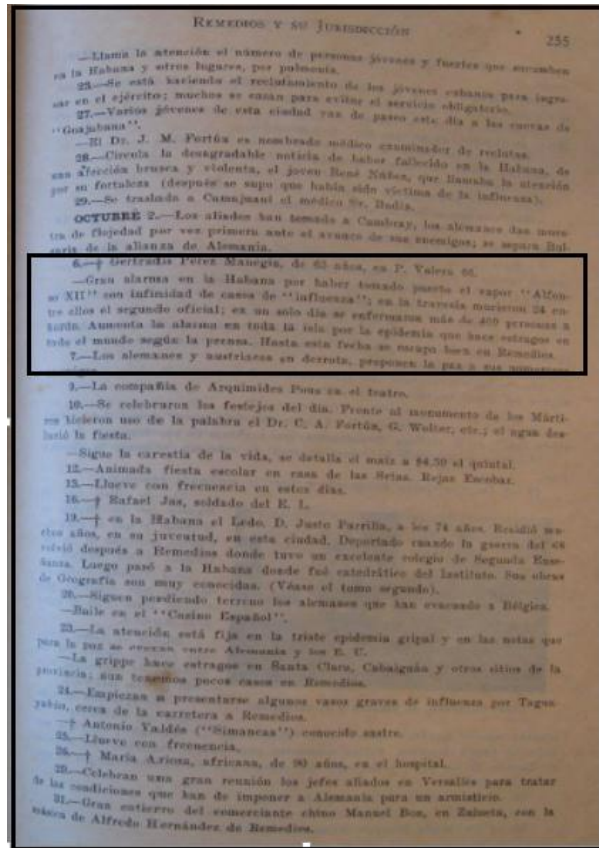 REMEDIOS Y SU JURISDICCIÓN
255
—Llama la atención el número de personas jóvenes y fuertes que sucumben
en la Habana y otros lugares, por pulmonía.
25.—Se está haciendo el reclutamiento de los jóvenes cubanos para ingre-
sar en el ejército; muchos se casan para evitar el servicio obligatorio.
27.—Varios jóvenes de esta ciudad van de paseo este día a las cuevas de
"Guajabana".
—El Dr. J. M. Fortún es nombrado médico examinador de reclutas.
28.—Circula la desagradable noticia de haber fallecido en la Habana, de
una afección brusca y violenta, el joven René Núñez, que llamaba la atención
por su fortaleza (después se supo que había sido víctima de la influenza).
29.—Se traslada a Camajuaní el médico Sr. Budia.
OCTUBRE 2.—Los aliados han tomado a Cambray, los alemanes dan mues-
tra de flojedad por vez primera ante el avance de sus enemigos; se separa Bul-
garia de la alianza de Alemania.
6.—† Gertrudis Pérez Manegia, de 65 años, en P. Valera
—Gran alarma en la Habana por haber tomado puerto el vapor "Alfon-
so XII" con infinidad de casos de "influenza"; en la travesía murieron 24 en-
tre ellos el segundo oficial; en un solo día se enfermaron más de 400 personas a
bordo. Aumenta la alarma en toda la isla por la epidemia que hace estragos en
todo el mundo según la prensa. Hasta esta fecha se escapa bien en Remedios.
7.—Los alemanes y austriacos en derrota, proponen la paz a sus numerosos
9.—La compañía de Arquímides Pous en el teatro.
10.—Se celebraron los festejos del día. Frente al monumento de los Márti-
res hicieron uso de la palabra el Dr. C. A. Fortún, G. Wolter, etc.; el agua des-
lució la fiesta.
—Sigue la carestía de la vida, se detalla el maíz a $4.50 el quintal.
12.—Animada fiesta escolar en casa de las Srtas. Rojas Escobar.
13.—Llueve con frecuencia en estos días.
16.—† Rafael Jas, soldado del E. L.
19.—† en la Habana el Ledo. D. Justo Parrilla, a los 74 años. Residió mu-
chos años, en su juventud, en esta ciudad. Deportado cuando la guerra del 68
volvió después a Remedios donde tuvo un excelente colegio de Segunda Ense-
ñanza. Luego pasó a la Habana donde fué catedrático del Instituto. Sus obras
de Geografía son muy conocidas. (Véase el tomo segundo).
20.—Siguen perdiendo terreno los alemanes que han evacuado a Bélgica.
—Baile en el "Casino Español".
23.—La atención está fija en la triste epidemia gripal y en las notas que
para la paz se cruzan entre Alemania y los E. U.
—La grippe hace estragos en Santa Clara, Cabaiguán y otros sitios de la
provincia; aún tenemos pocos casos en Remedios.
24.—Empiezan a presentarse algunos casos graves de influenza por Tagua-
yabón, cerca de la carretera a Remedios.
—† Antonio Valdés ("Simancas") conocido sastre.
25.—Llueve con frecuencia.
26.—† María Ariosa, africana, de 90 años, en el hospital.
29.—Celebran una gran reunión los jefes aliados en Versalles para tratar
de las condiciones que han de imponer a Alemania para un armisticio.
31.—Gran entierro del comerciante chino Manuel Bos, en Zulueta, con la
música de Alfredo Hernández de Remedios.